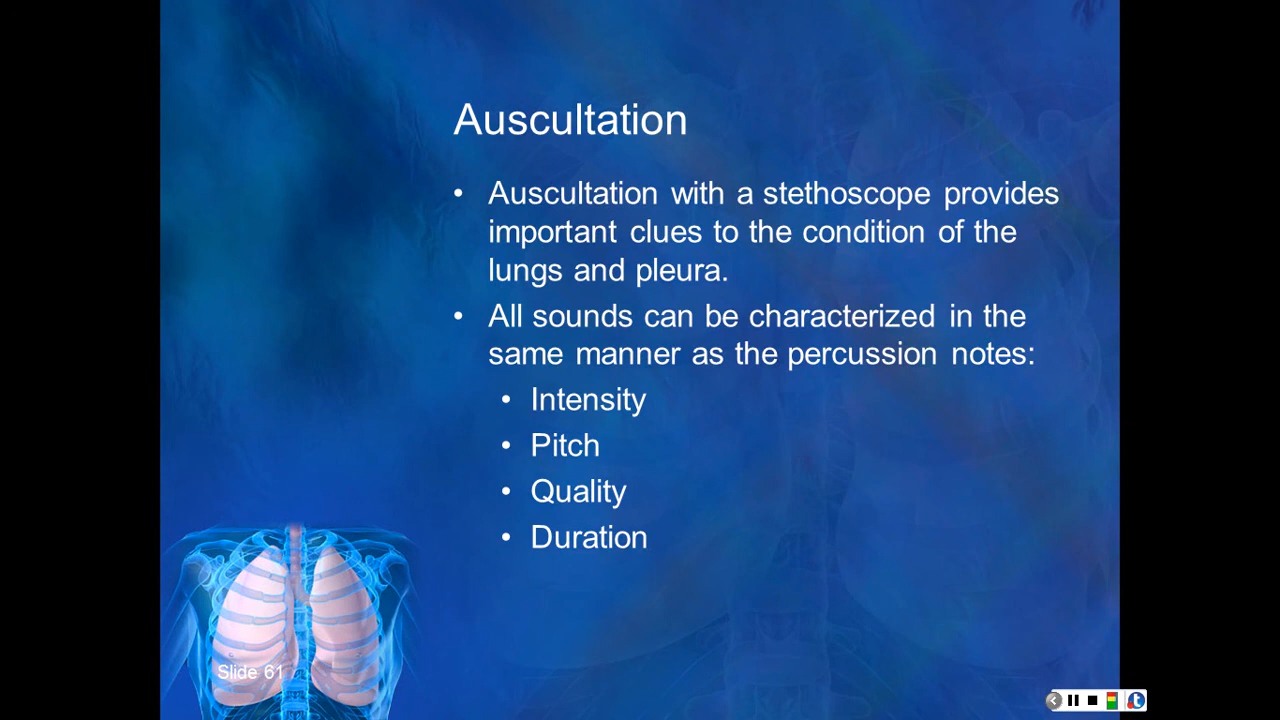 Auscultation
• Auscultation with a stethoscope provides
important clues to the condition of the
lungs and pleura.
• All sounds can be characterized in the
same manner as the percussion notes:
• Intensity
• Pitch
• Quality
• Duration
Slide 61
t